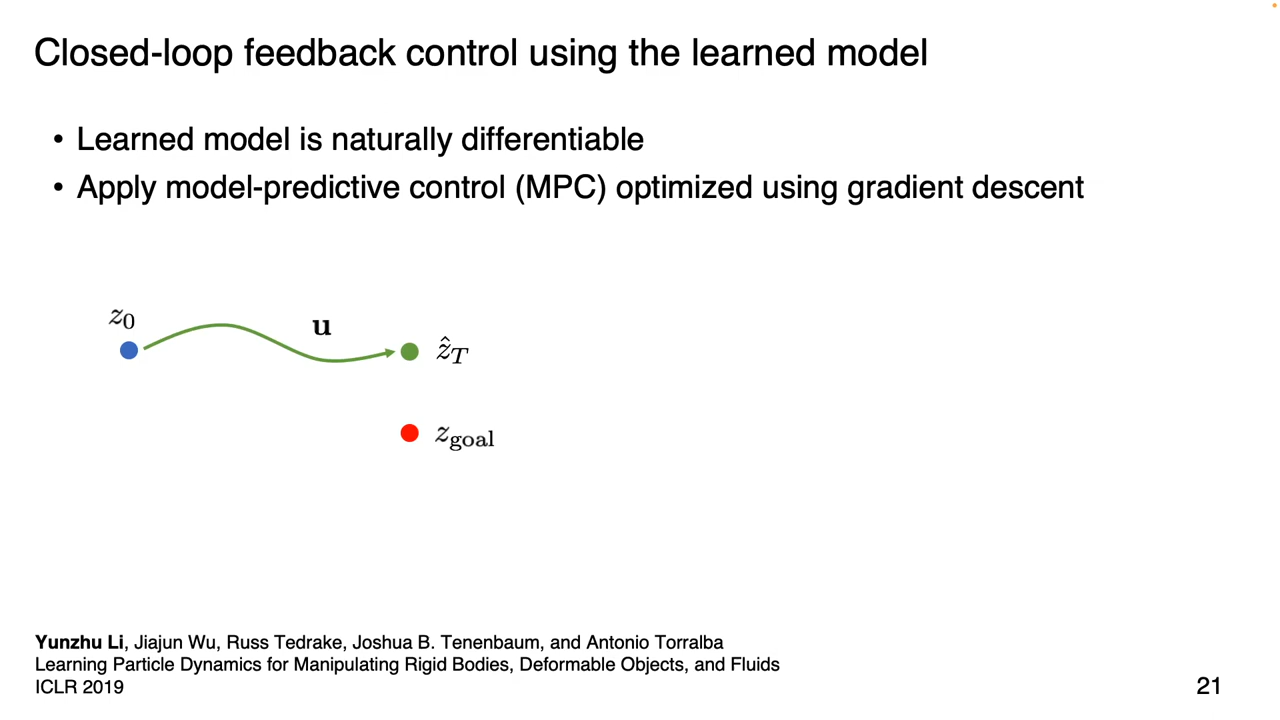 Closed-loop feedback control using the learned model
• Learned model is naturally differentiable
• Apply model-predictive control (MPC) optimized using gradient descent
z_0
u
ẑ_T
z_goal
Yunzhu Li, Jiajun Wu, Russ Tedrake, Joshua B. Tenenbaum, and Antonio Torralba
Learning Particle Dynamics for Manipulating Rigid Bodies, Deformable Objects, and Fluids
ICLR 2019
21